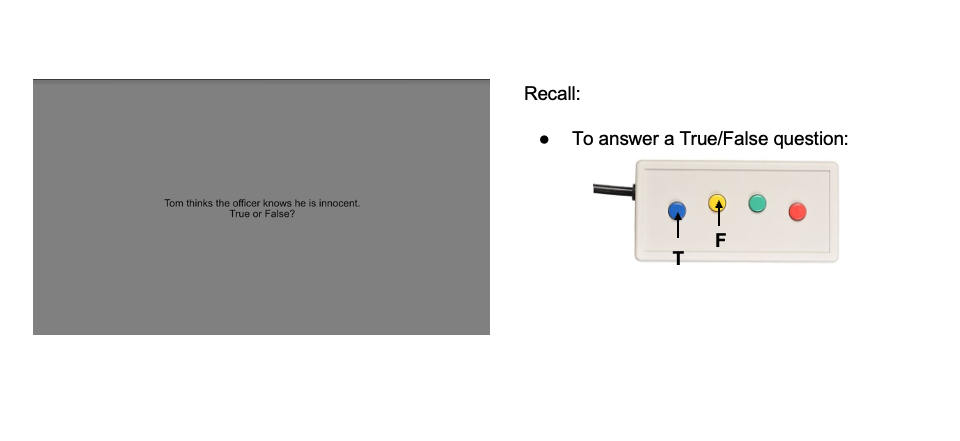 Tom thinks the officer knows he is innocent.
True or False?
Recall:
● To answer a True/False question:
F
T